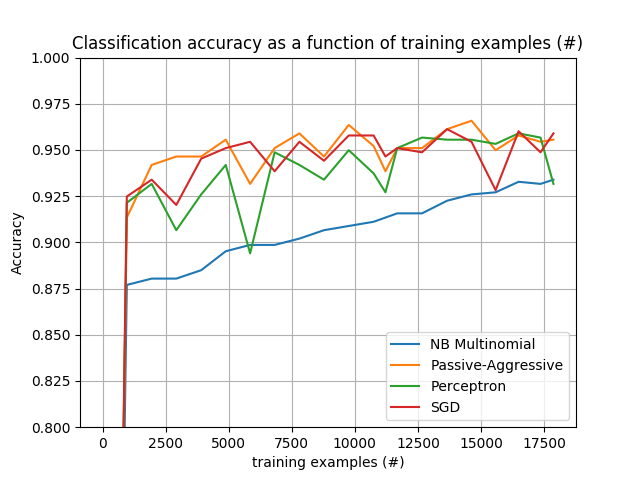 Classification accuracy as a function of training examples (#)
1.000
0.975
0.950
0.925
0.900
0.875
0.850
0.825
0.800
Accuracy
NB Multinomial
Passive-Aggressive
Perceptron
SGD
0 2500 5000 7500 10000 12500 15000 17500
training examples (#)